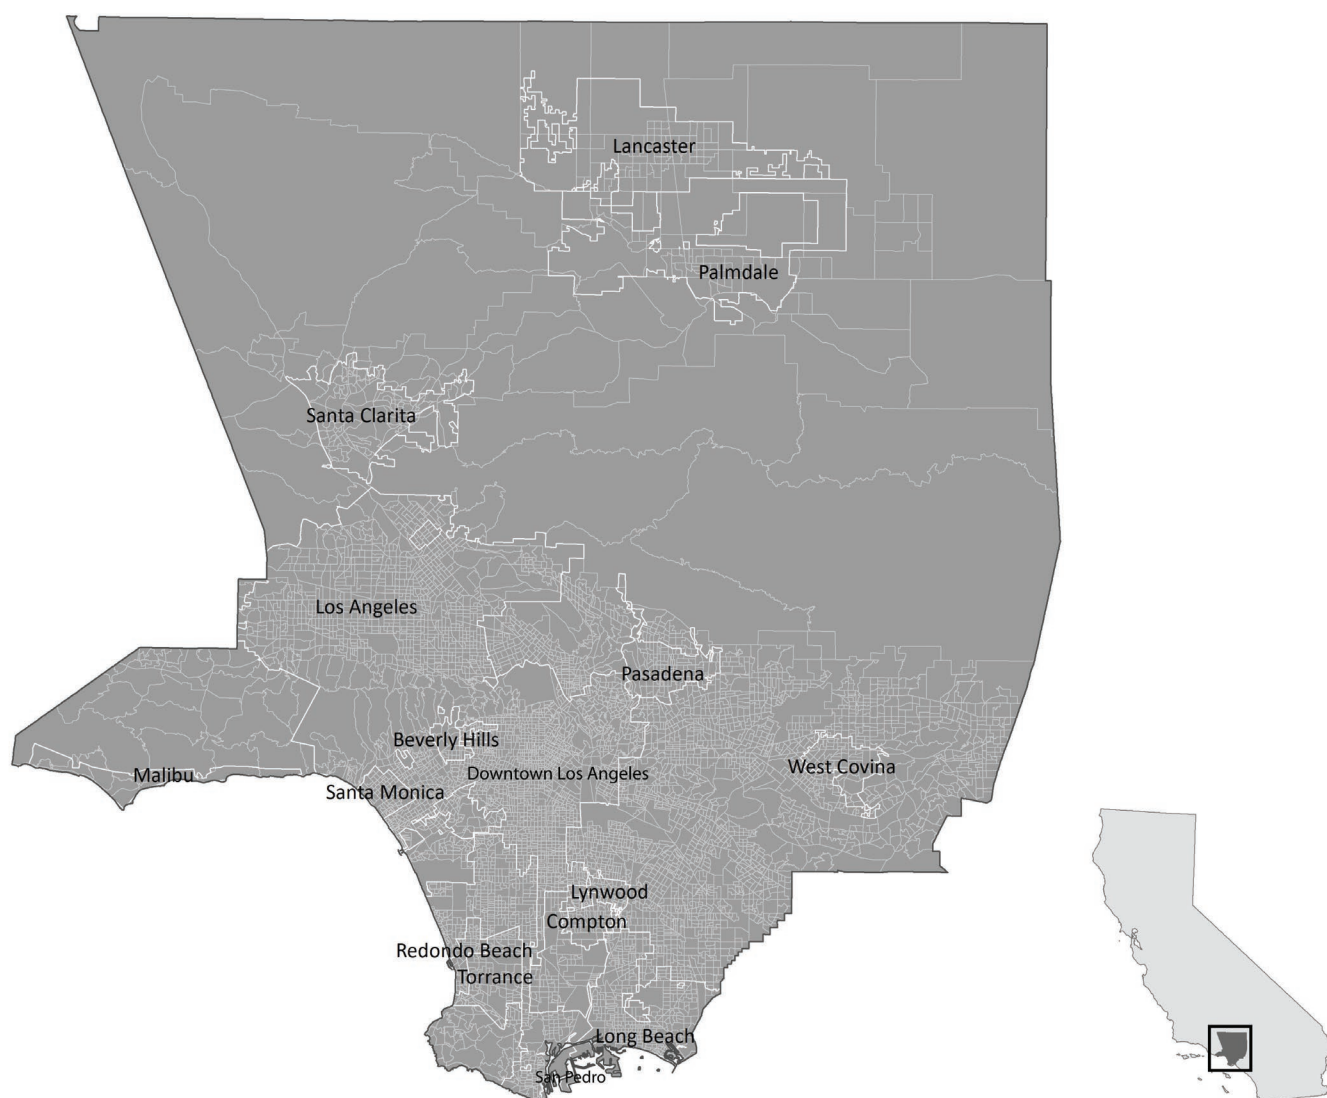 Lancaster
Palmdale
Santa Clarita
Los Angeles
Pasadena
Beverly Hills
West Covina
Downtown Los Angeles
Malibu
Santa Monica
Lynwood
Compton
Redondo Beach
Torrance
Long Beach
San Pedro